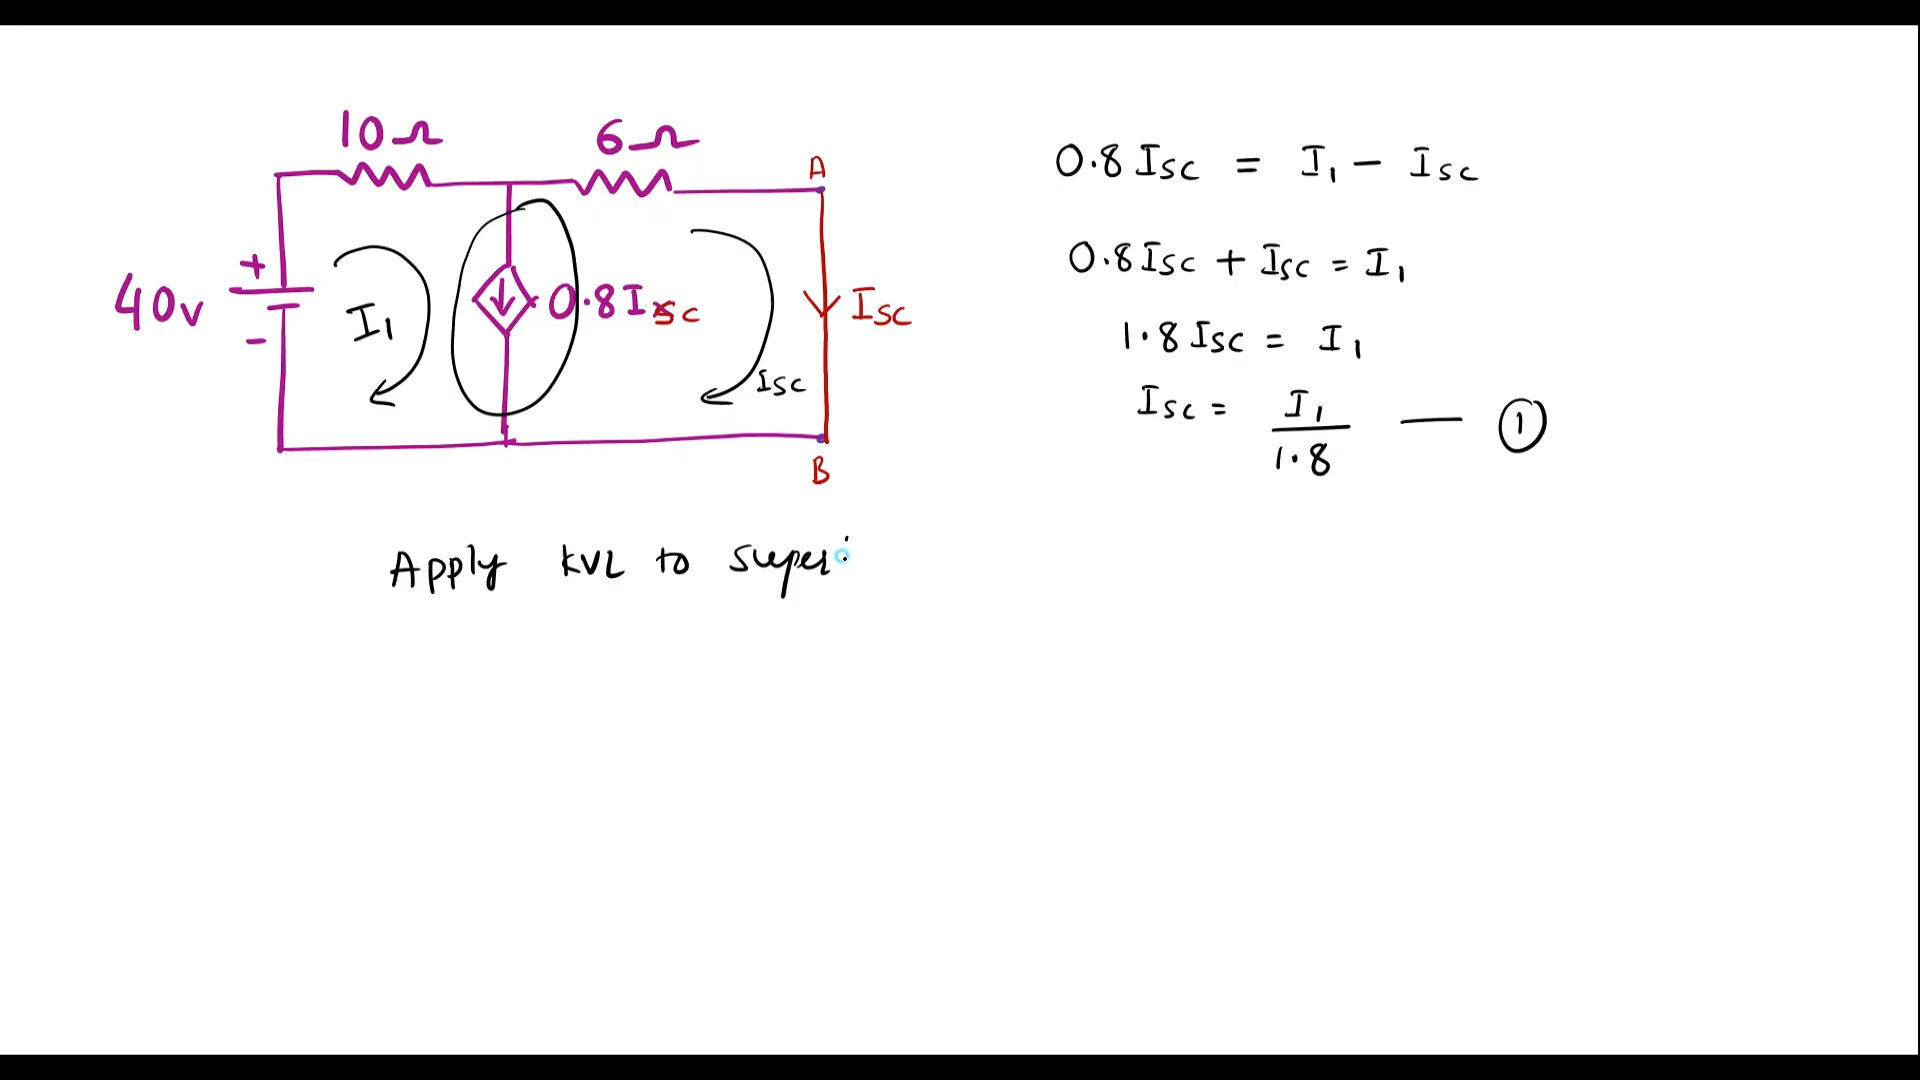 10Ω
6Ω
A
40v
+
-
I₁
0.8Isc
Isc
Isc
B
0.8 Isc = I₁ - Isc
0.8Isc + Isc = I₁
1.8 Isc = I₁
Isc = I₁ / 1.8 — ①
Apply KVL to super